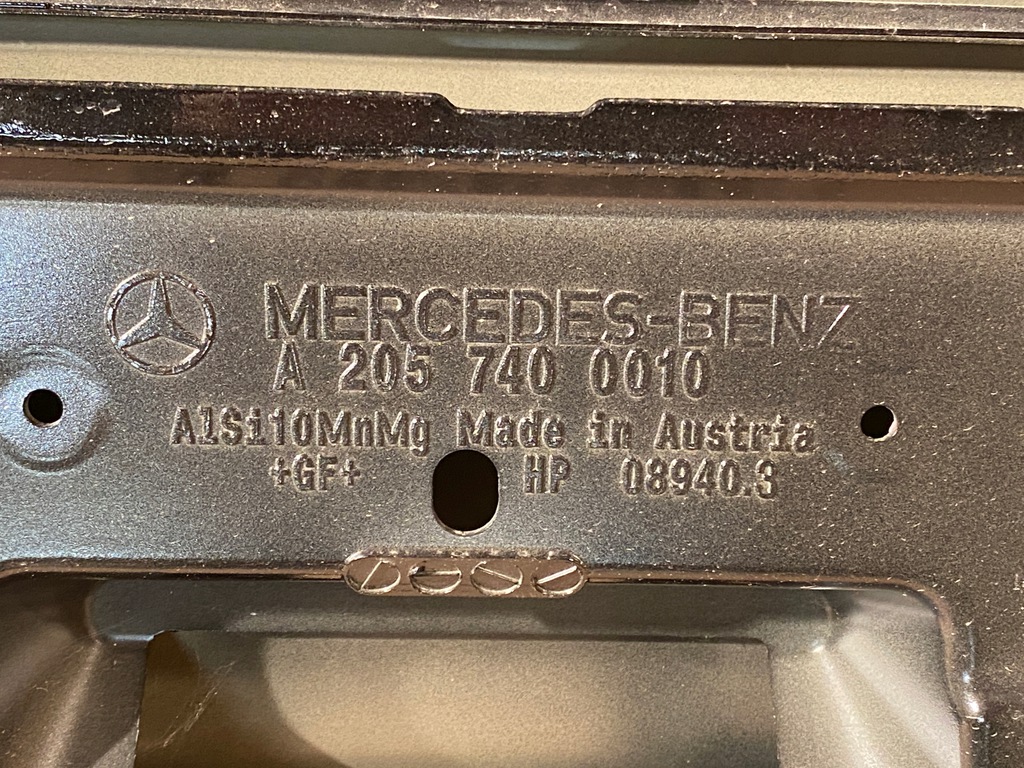 MERCEDES-BENZ
A 205 740 0010
AlSi10MnMg Made in Austria
+GF+ HP 08940.3